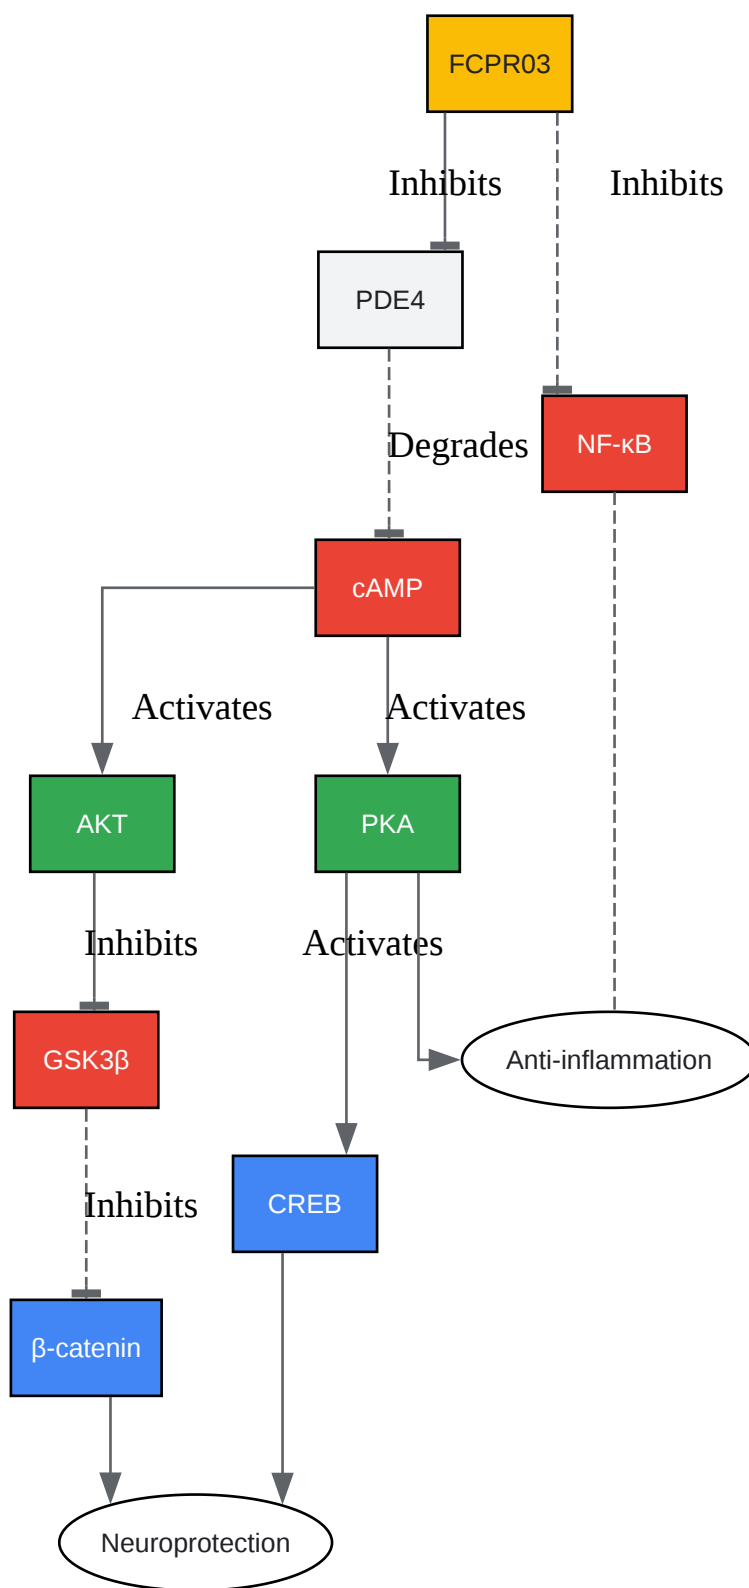 FCPR03
Inhibits
Inhibits
PDE4
Degrades
NF-κB
cAMP
Activates
Activates
AKT
PKA
Inhibits
Activates
GSK3β
Anti-inflammation
Inhibits
CREB
β-catenin
Neuroprotection